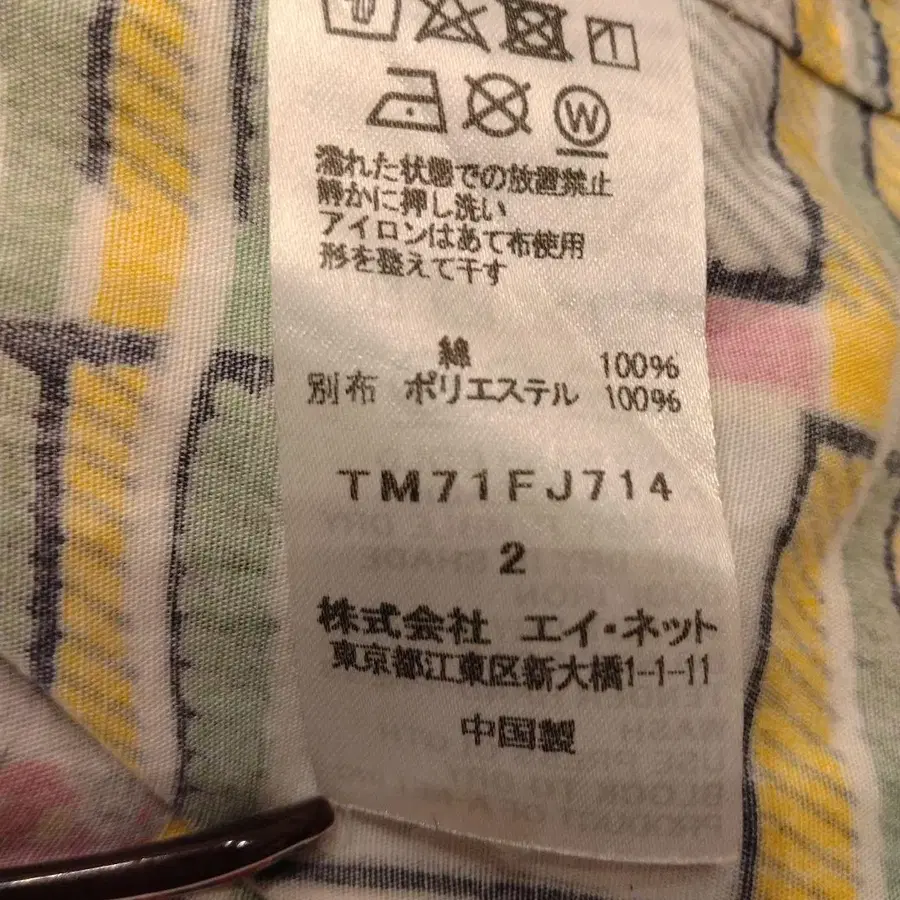 W
濡れた状態での放置禁止
静かに押し洗い
アイロンはあて布使用
形を整えて干す
綿 100%
別布 ポリエステル 100%
TM71FJ714
2
株式会社 エイ・ネット
東京都江東区新大橋1-1-11
中国製